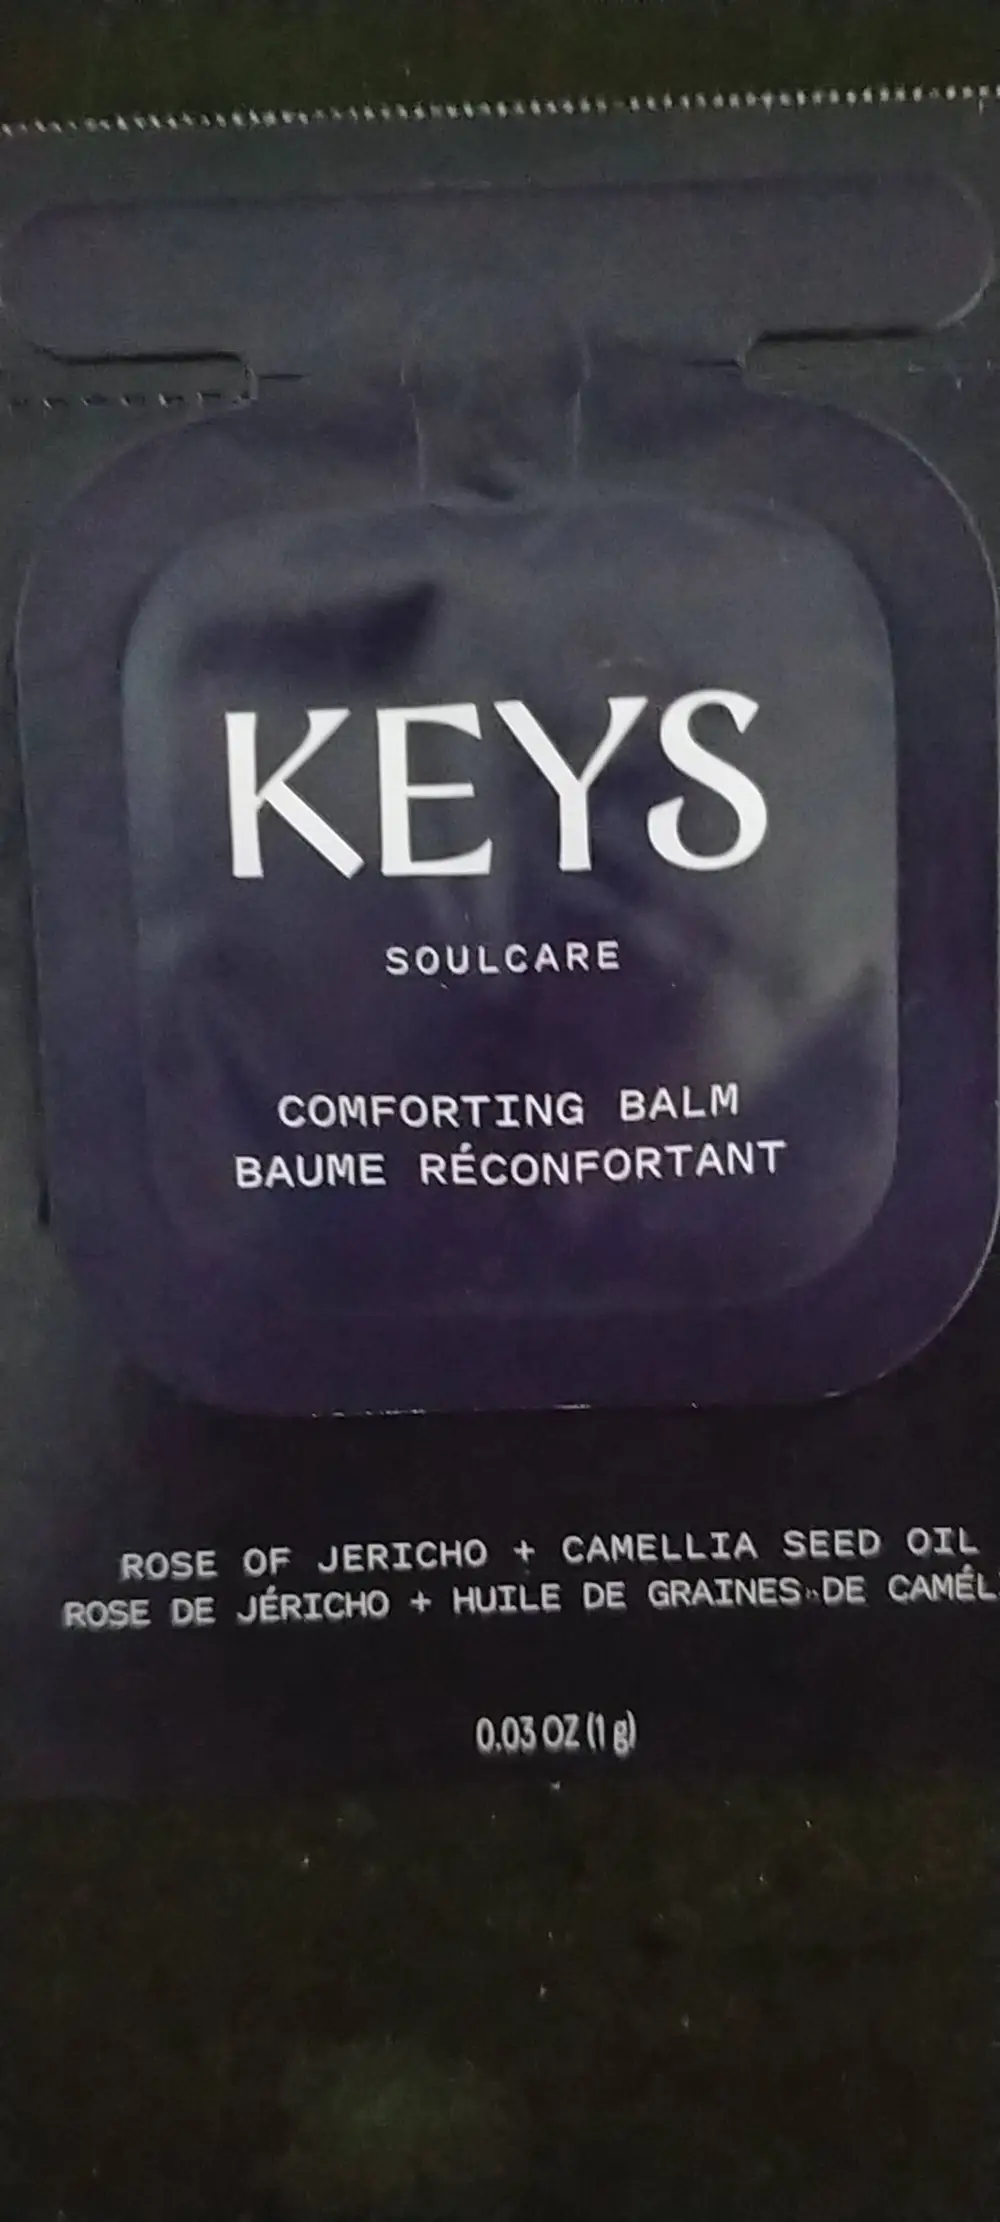 KEYS
SOULCARE
COMFORTING BALM
BAUME RÉCONFORTANT
ROSE OF JERICHO + CAMELLIA SEED OIL
ROSE DE JÉRICHO + HUILE DE GRAINES DE CAMÉL
0.03 OZ (1 g)